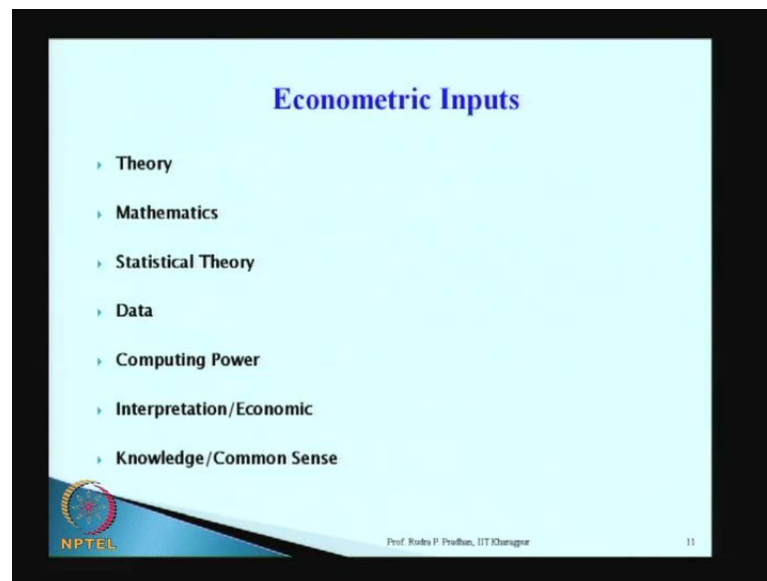 Econometric Inputs
Theory
Mathematics
Statistical Theory
Data
Computing Power
Interpretation/Economic
Knowledge/Common Sense
NPTEL
Prof. Rudra P. Pradhan, IIT Kharagpur
11